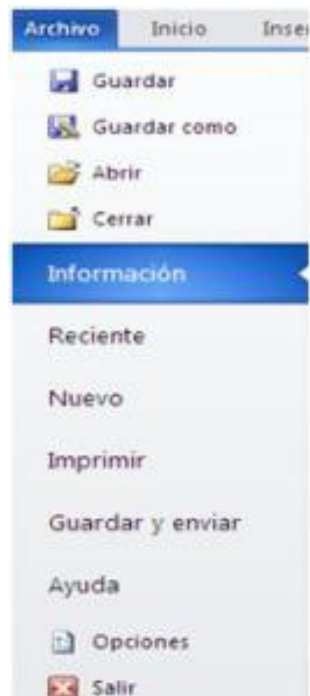 Archivo Inicio
Guardar
Guardar como
Abrir
Cerrar
Información
Reciente
Nuevo
Imprimir
Guardar y enviar
Ayuda
Opciones
Salir